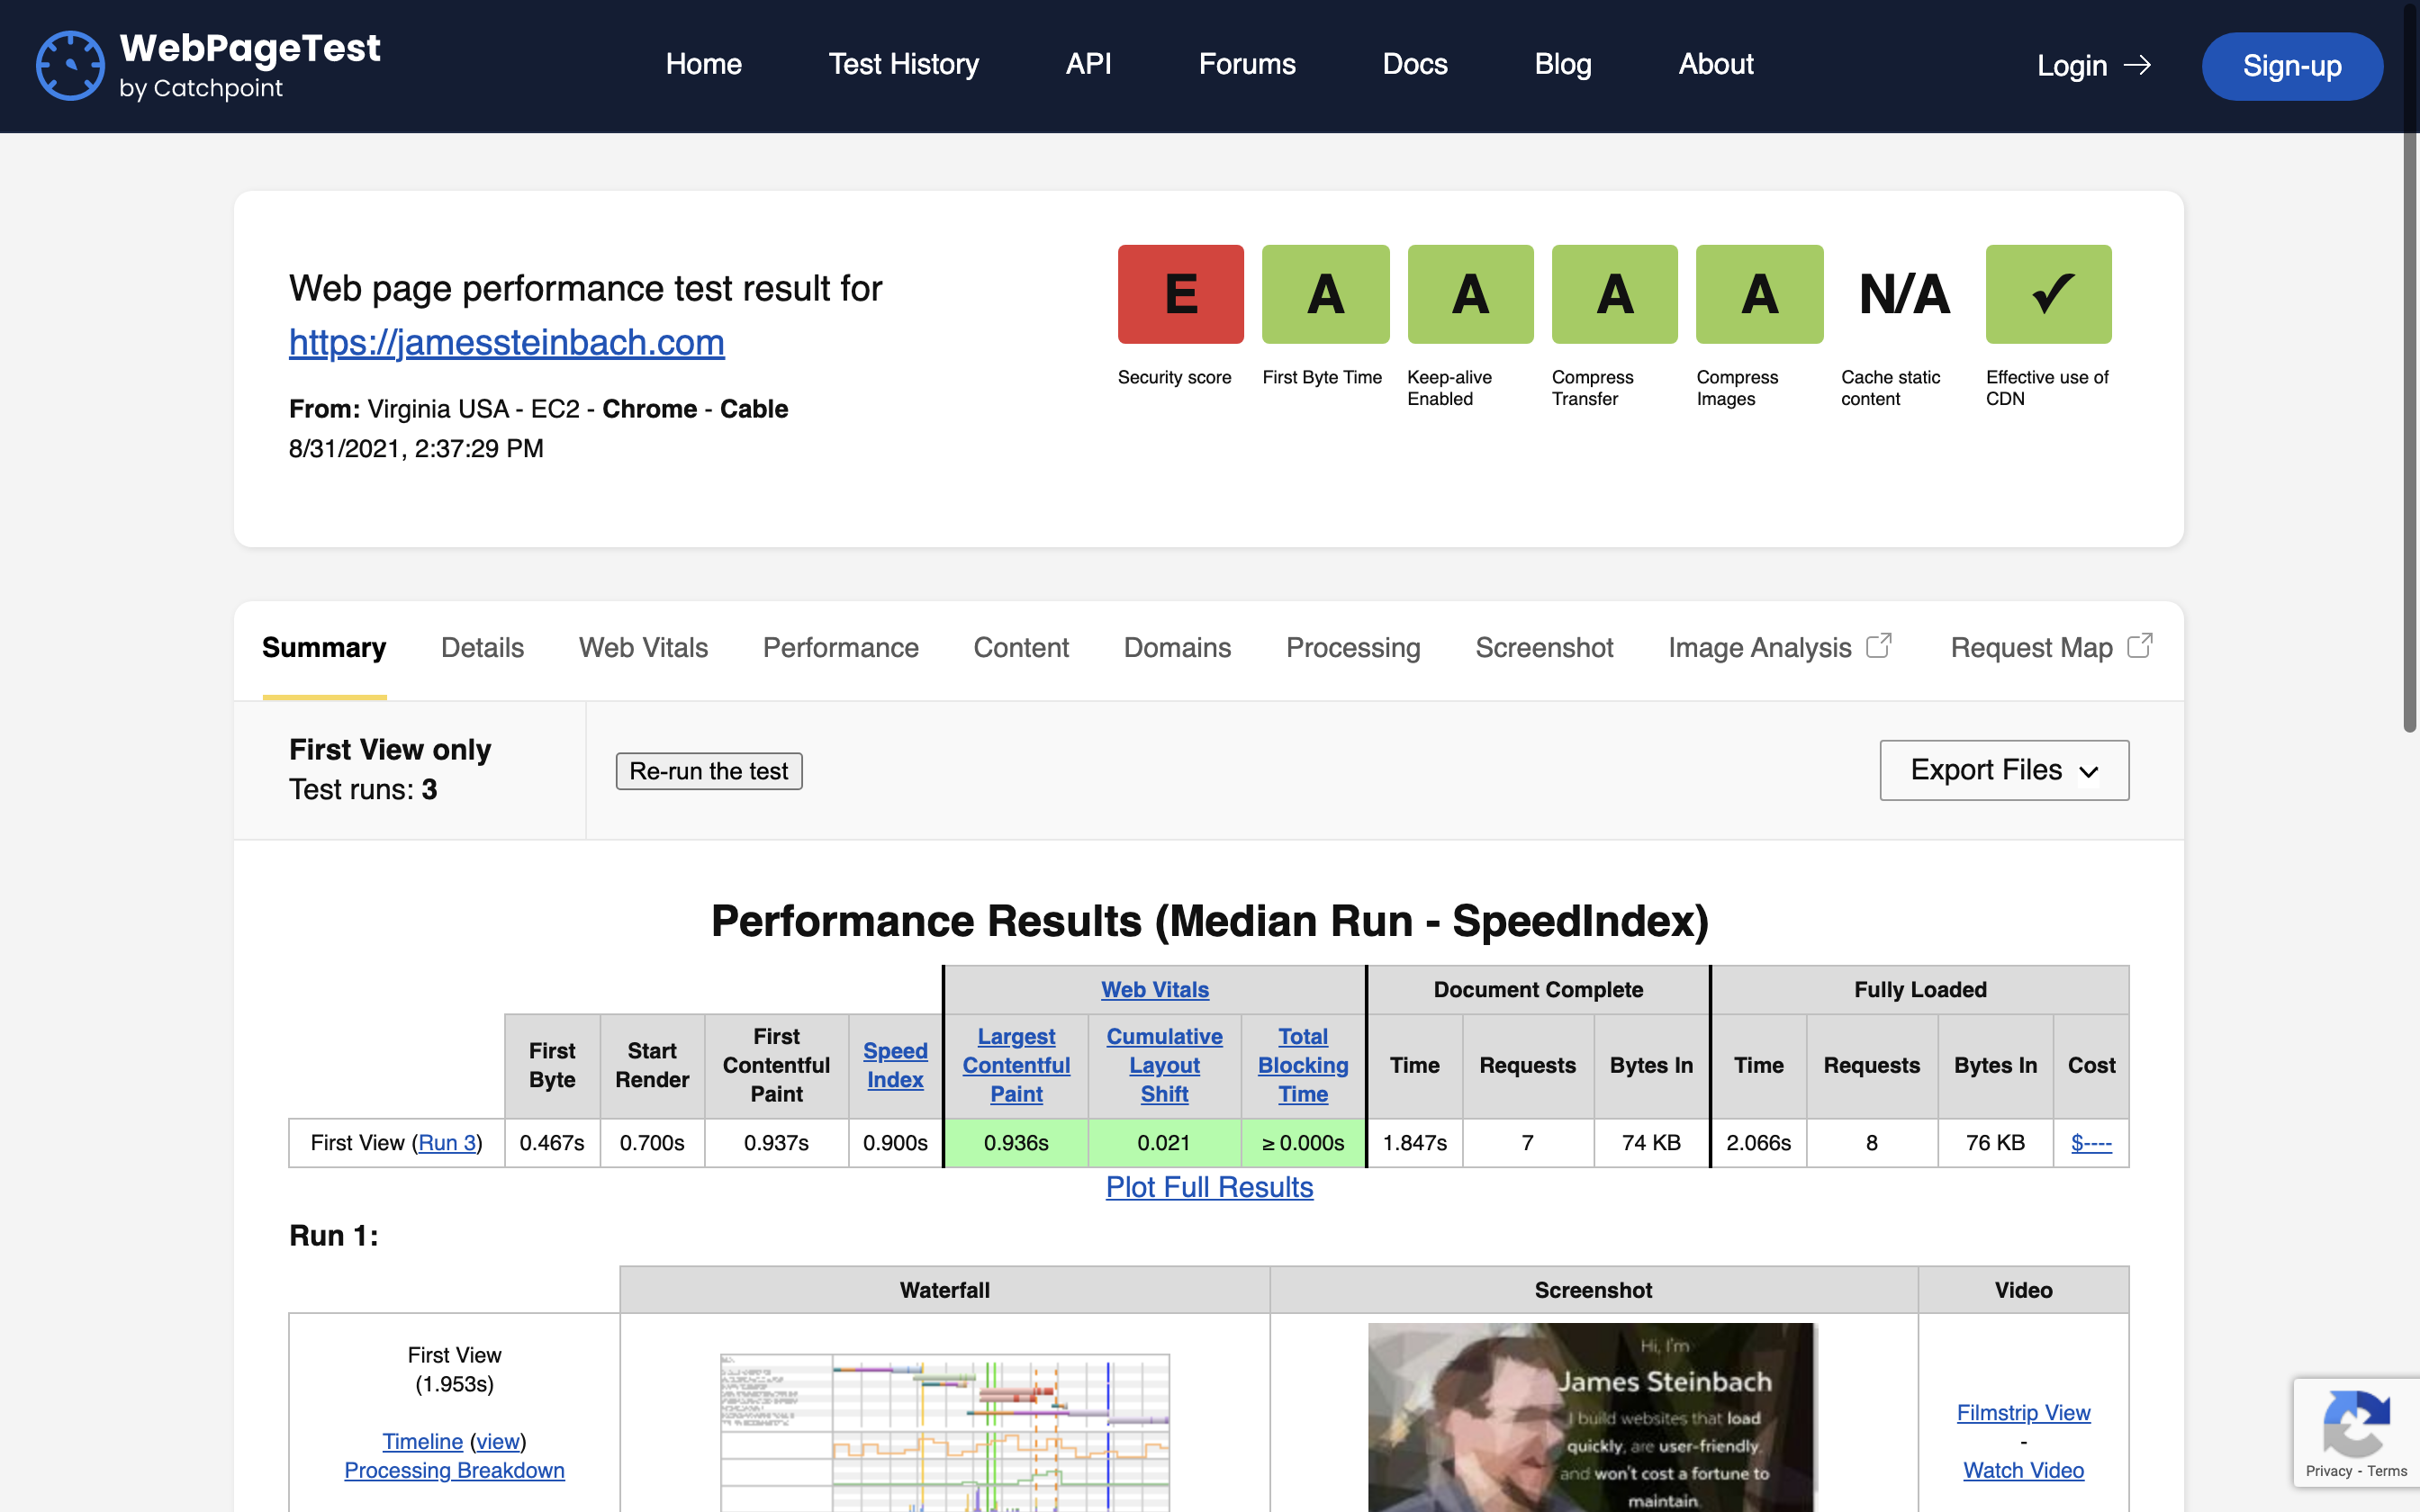 WebPageTest
by Catchpoint
Home Test History API Forums Docs Blog About
Login → Sign-up
Web page performance test result for
https://jamessteinbach.com
From: Virginia USA - EC2 - Chrome - Cable
8/31/2021, 2:37:29 PM
E A A A A N/A ✓
Security score
First Byte Time
Keep-alive
Enabled
Compress
Transfer
Compress
Images
Cache static
content
Effective use of
CDN
Summary Details Web Vitals Performance Content Domains Processing Screenshot Image Analysis Request Map
First View only
Test runs: 3
Re-run the test
Export Files
Performance Results (Median Run - SpeedIndex)
Web Vitals Document Complete Fully Loaded
First
Byte
Start
Render
First
Contentful
Paint
Speed
Index
Largest
Contentful
Paint
Cumulative
Layout
Shift
Total
Blocking
Time
Time Requests Bytes In Time Requests Bytes In Cost
First View (Run 3) 0.467s 0.700s 0.937s 0.900s 0.936s 0.021 ≥ 0.000s 1.847s 7 74 KB 2.066s 8 76 KB $----
Plot Full Results
Run 1:
Waterfall Screenshot Video
First View
(1.953s)
Timeline (view)
Processing Breakdown
Hi, I'm
James Steinbach
I build websites that load
quickly, are user-friendly,
and won't cost a fortune to
maintain.
Filmstrip View
-
Watch Video
Privacy - Terms